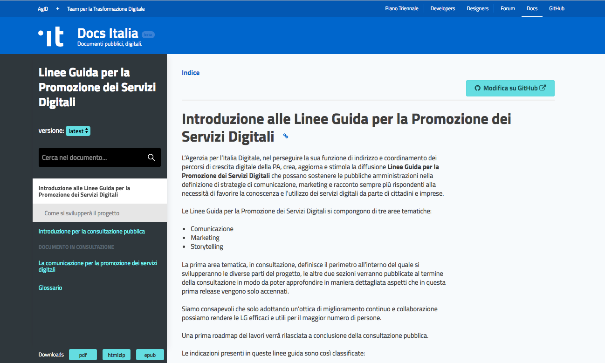 AgID + Team per la Trasformazione Digitale
Piano Triennale Developers Designers Forum Docs GitHub
Docs Italia
Documenti pubblici, digitali.
Linee Guida per la
Promozione dei Servizi
Digitali
versione: latest
Cerca nel documento...
Introduzione alle Linee Guida per la
Promozione dei Servizi Digitali
Come si svilupperà il progetto
Introduzione per la consultazione pubblica
DOCUMENTO IN CONSULTAZIONE
La comunicazione per la promozione dei servizi
digitali
Glossario
Downloads pdf htmlzip epub
Indice
Modifica su GitHub
Introduzione alle Linee Guida per la Promozione dei
Servizi Digitali
L'Agenzia per l'Italia Digitale, nel perseguire la sua funzione di indirizzo e coordinamento dei
percorsi di crescita digitale della PA, crea, aggiorna e stimola la diffusione Linee Guida per la
Promozione dei Servizi Digitali che possano sostenere le pubbliche amministrazioni nella
definizione di strategie di comunicazione, marketing e racconto sempre più rispondenti alla
necessità di favorire la conoscenza e l'utilizzo dei servizi digitali da parte di cittadini e imprese.
Le Linee Guida per la Promozione dei Servizi Digitali si compongono di tre aree tematiche:
Comunicazione
Marketing
Storytelling
La prima area tematica, in consultazione, definisce il perimetro all'interno del quale si
svilupperanno le diverse parti del progetto, le altre due sezioni verranno pubblicate al termine
della consultazione in modo da poter approfondire in maniera dettagliata aspetti che in questa
prima release vengono solo accennati.
Siamo consapevoli che solo adottando un'ottica di miglioramento continuo e collaborazione
possiamo rendere le LG efficaci e utili per il maggior numero di persone.
Una prima roadmap dei lavori verrà rilasciata a conclusione della consultazione pubblica.
Le indicazioni presenti in queste linee guida sono così classificate: